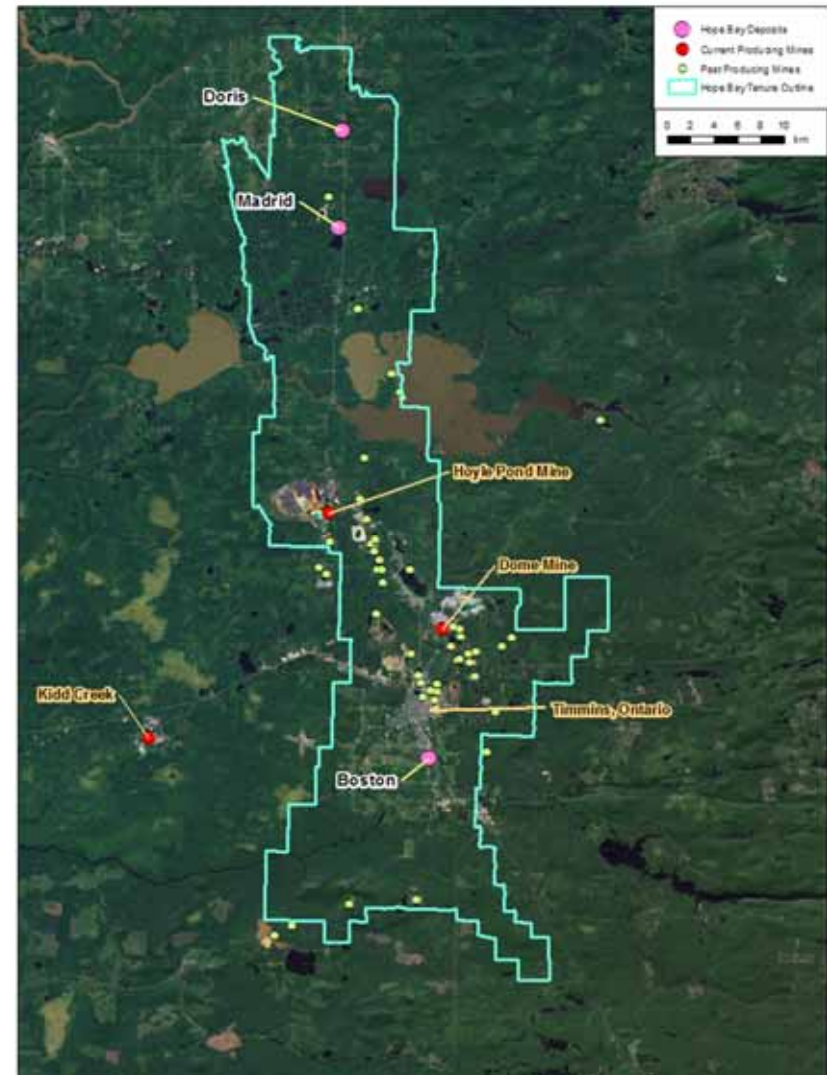 Hope Bay Deposits
Current Producing Mines
Past Producing Mines
Hope Bay Tenure Outline
0 2 4 6 8 10
km
Doris
Madrid
Hoyle Pond Mine
Dome Mine
Kidd Creek
Timmins, Ontario
Boston